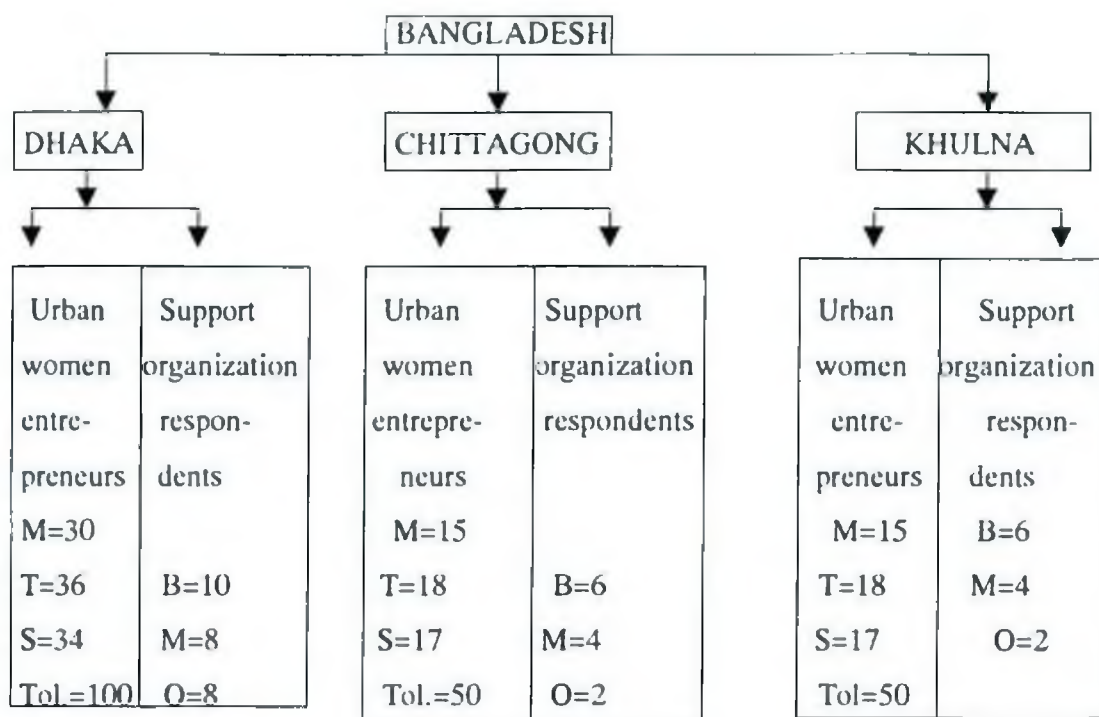 BANGLADESH
DHAKA
CHITTAGONG
KHULNA
Urban
women
entre-
preneurs
M=30
T=36
S=34
Tol.=100
Support
organization
respon-
dents
B=10
M=8
O=8
Urban
women
entrepre-
neurs
M=15
T=18
S=17
Tol.=50
Support
organization
respondents
B=6
M=4
O=2
Urban
women
entre-
preneurs
M=15
T=18
S=17
Tol=50
Support
organization
respon-
dents
B=6
M=4
O=2